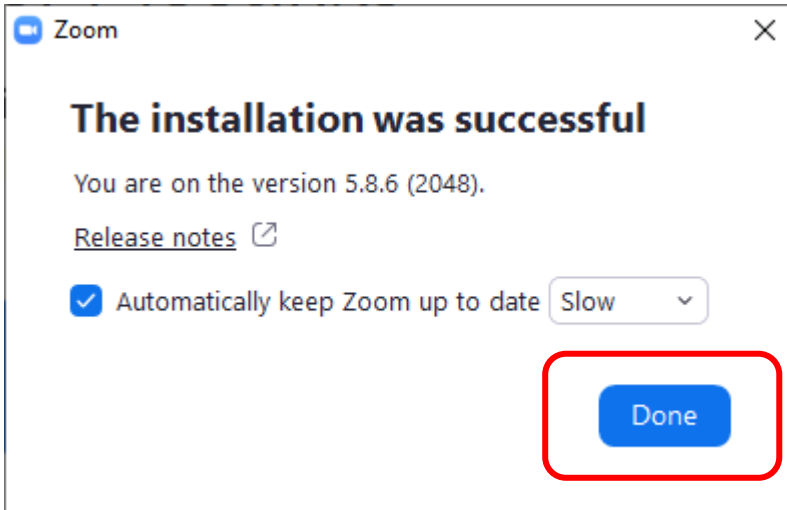 Zoom
The installation was successful
You are on the version 5.8.6 (2048).
Release notes
Automatically keep Zoom up to date Slow
Done